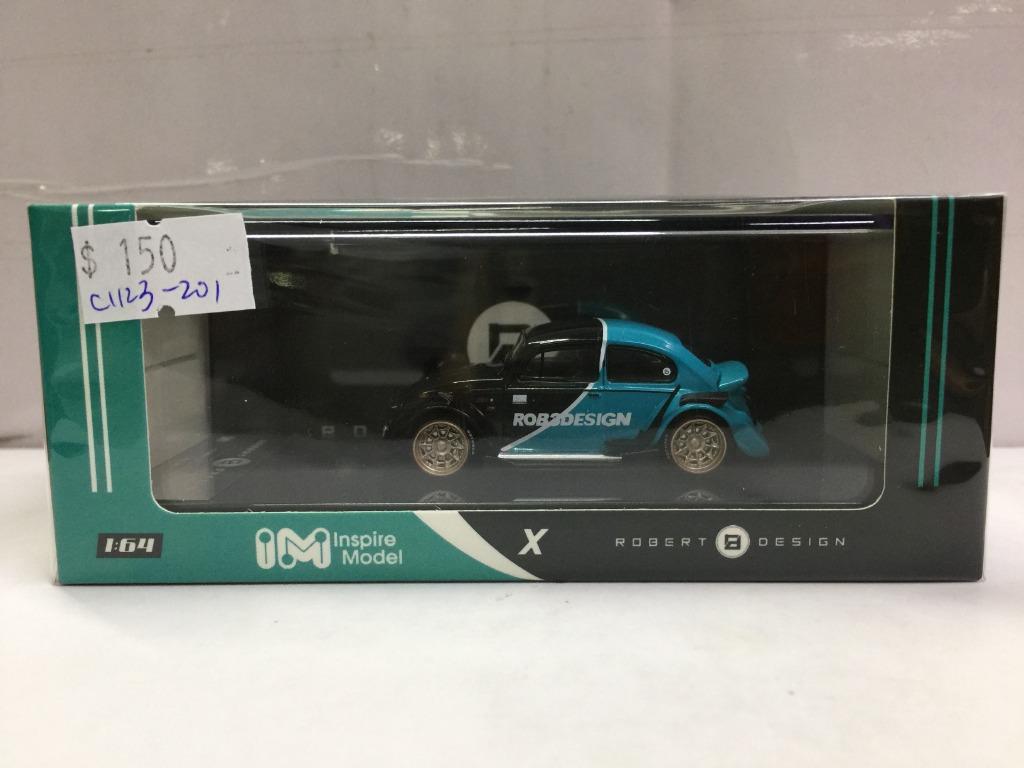 $ 150
C1123-201
ROB3DESIGN
1:64
Inspire
Model
X
ROBERT DESIGN